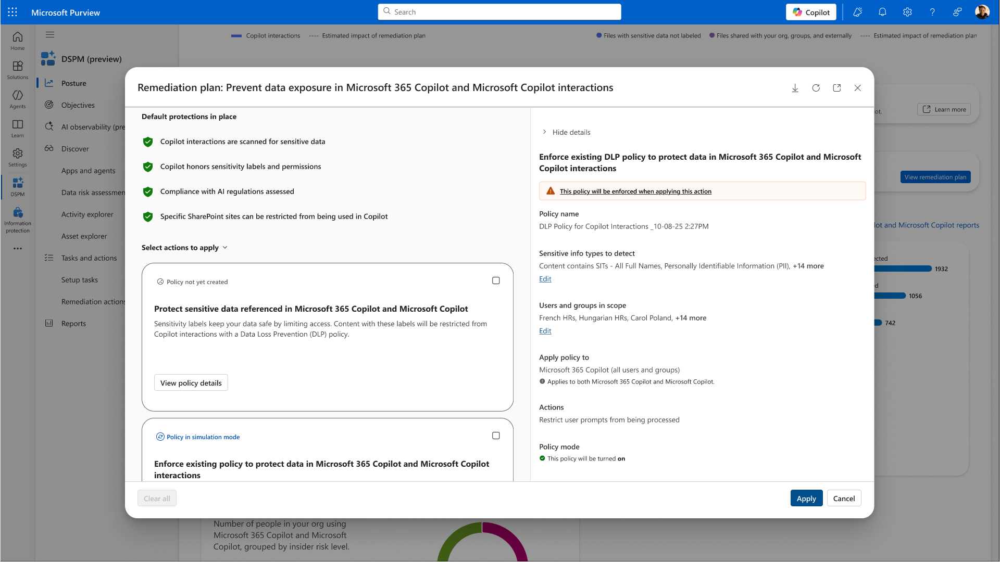 Microsoft Purview
Search
Copilot
Home
Solutions
Agents
Learn
Settings
DSPM
Information
protection
DSPM (preview)
Posture
Objectives
AI observability (pre
Discover
Apps and agents
Data risk assessmen
Activity explorer
Asset explorer
Tasks and actions
Setup tasks
Remediation actions
Reports
Copilot interactions
Estimated impact of remediation plan
Files with sensitive data not labeled
Files shared with your org, groups, and externally
Estimated impact of remediation plan
Remediation plan: Prevent data exposure in Microsoft 365 Copilot and Microsoft Copilot interactions
Default protections in place
Copilot interactions are scanned for sensitive data
Copilot honors sensitivity labels and permissions
Compliance with AI regulations assessed
Specific SharePoint sites can be restricted from being used in Copilot
Select actions to apply
Policy not yet created
Protect sensitive data referenced in Microsoft 365 Copilot and Microsoft Copilot
Sensitivity labels keep your data safe by limiting access. Content with these labels will be restricted from
Copilot interactions with a Data Loss Prevention (DLP) policy.
View policy details
Policy in simulation mode
Enforce existing policy to protect data in Microsoft 365 Copilot and Microsoft Copilot
interactions
Hide details
Enforce existing DLP policy to protect data in Microsoft 365 Copilot and Microsoft
Copilot interactions
This policy will be enforced when applying this action
Policy name
DLP Policy for Copilot Interactions _10-08-25 2:27PM
Sensitive info types to detect
Content contains SITs - All Full Names, Personally Identifiable Information (PII), +14 more
Edit
Users and groups in scope
French HRs, Hungarian HRs, Carol Poland, +14 more
Edit
Apply policy to
Microsoft 365 Copilot (all users and groups)
Applies to both Microsoft 365 Copilot and Microsoft Copilot.
Actions
Restrict user prompts from being processed
Policy mode
This policy will be turned on
Clear all
Apply
Cancel
ot.
Learn more
View remediation plan
lot and Microsoft Copilot reports
ected
1932
d
1056
742
Number of people in your org using
Microsoft 365 Copilot and Microsoft
Copilot, grouped by insider risk level.